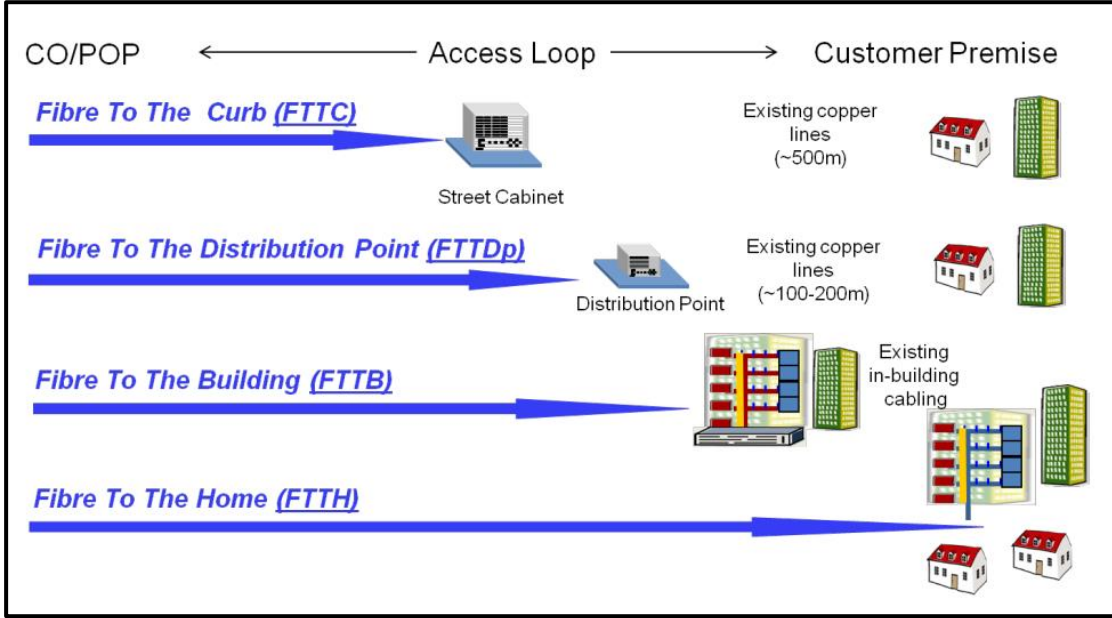 CO/POP
Access Loop
Customer Premise
Fibre To The Curb (FTTC)
Existing copper
lines
(~500m)
Street Cabinet
Fibre To The Distribution Point (FTTDp)
Existing copper
lines
(~100-200m)
Distribution Point
Fibre To The Building (FTTB)
Existing
in-building
cabling
Fibre To The Home (FTTH)